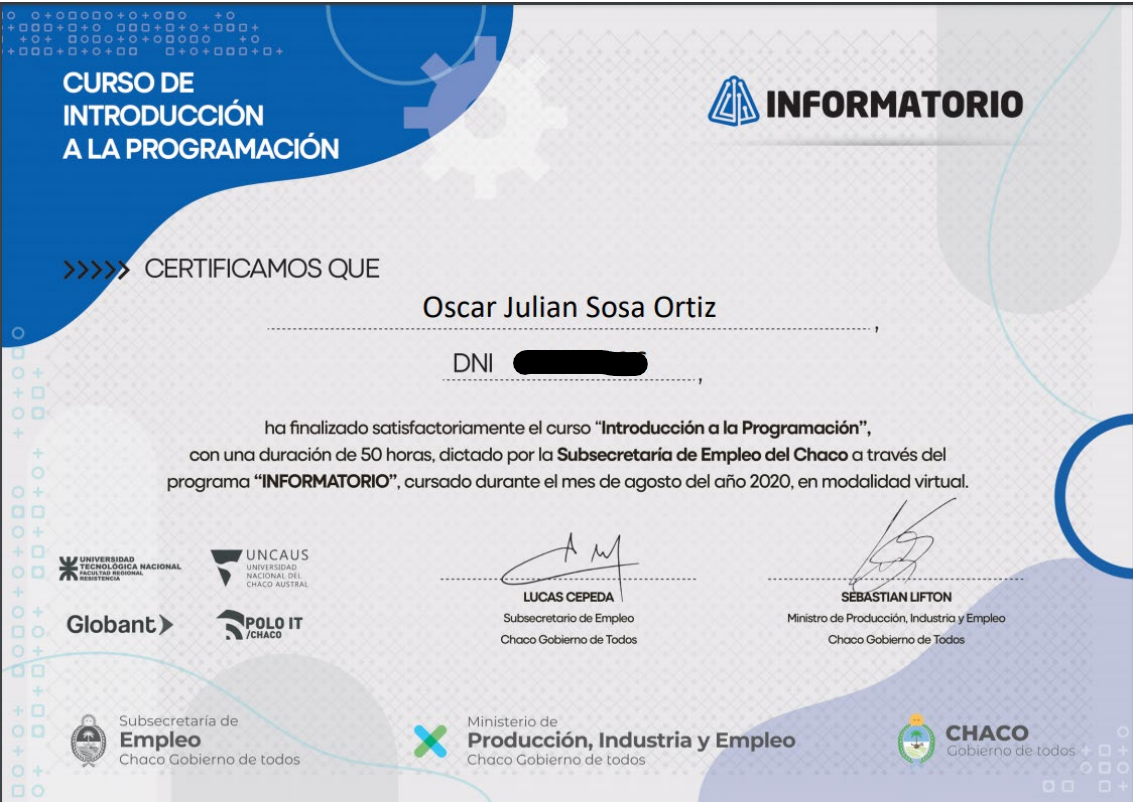 CURSO DE
INTRODUCCIÓN
A LA PROGRAMACIÓN
INFORMATORIO
>>>>> CERTIFICAMOS QUE
Oscar Julian Sosa Ortiz
,
DNI
,
ha finalizado satisfactoriamente el curso "Introducción a la Programación",
con una duración de 50 horas, dictado por la Subsecretaría de Empleo del Chaco a través del
programa "INFORMATORIO", cursado durante el mes de agosto del año 2020, en modalidad virtual.
UNIVERSIDAD
TECNOLÓGICA NACIONAL
FACULTAD REGIONAL
RESISTENCIA
UNCAUS
UNIVERSIDAD
NACIONAL DEL
CHACO AUSTRAL
Globant
POLO IT
/CHACO
LUCAS CEPEDA
Subsecretario de Empleo
Chaco Gobierno de Todos
SEBASTIAN LIFTON
Ministro de Producción, Industria y Empleo
Chaco Gobierno de Todos
Subsecretaría de
Empleo
Chaco Gobierno de todos
Ministerio de
Producción, Industria y Empleo
Chaco Gobierno de todos
CHACO
Gobierno de todos